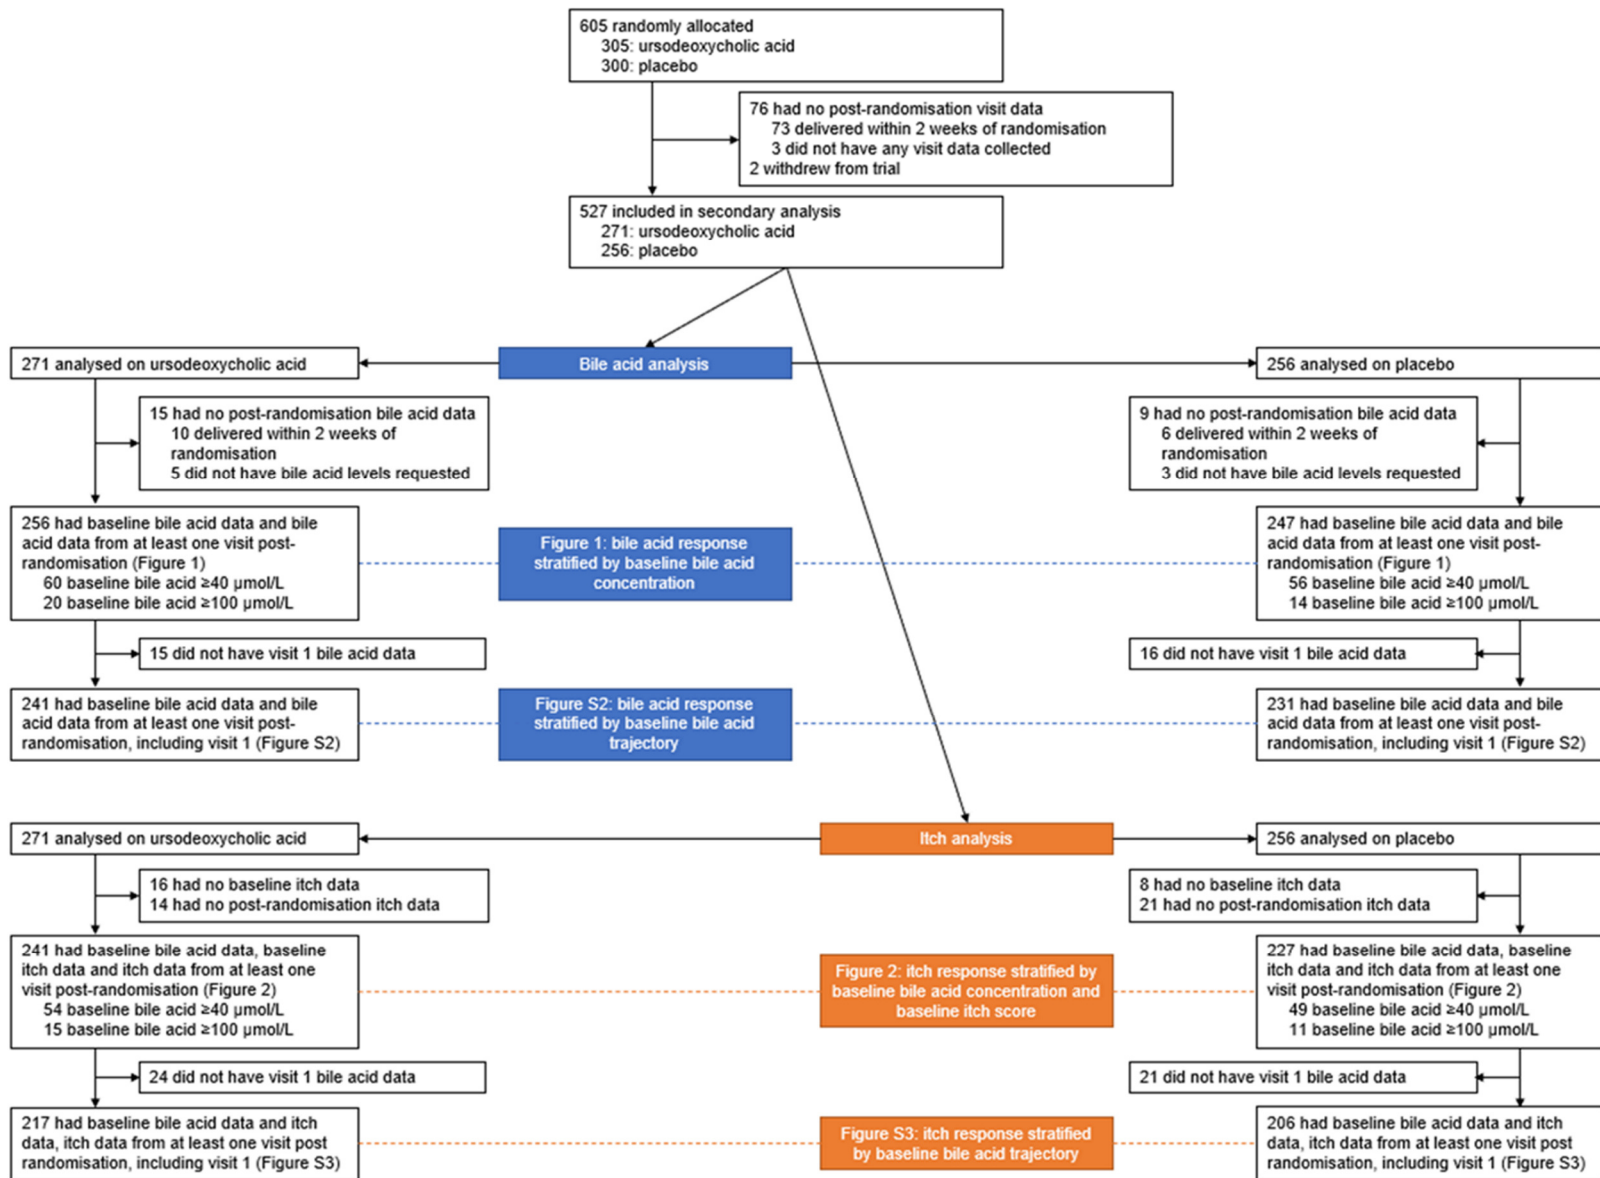 605 randomly allocated
305: ursodeoxycholic acid
300: placebo
76 had no post-randomisation visit data
73 delivered within 2 weeks of randomisation
3 did not have any visit data collected
2 withdrew from trial
527 included in secondary analysis
271: ursodeoxycholic acid
256: placebo
271 analysed on ursodeoxycholic acid
Bile acid analysis
256 analysed on placebo
15 had no post-randomisation bile acid data
10 delivered within 2 weeks of
randomisation
5 did not have bile acid levels requested
9 had no post-randomisation bile acid data
6 delivered within 2 weeks of
randomisation
3 did not have bile acid levels requested
256 had baseline bile acid data and bile
acid data from at least one visit post-
randomisation (Figure 1)
60 baseline bile acid ≥40 µmol/L
20 baseline bile acid ≥100 µmol/L
Figure 1: bile acid response
stratified by baseline bile acid
concentration
247 had baseline bile acid data and bile
acid data from at least one visit post-
randomisation (Figure 1)
56 baseline bile acid ≥40 µmol/L
14 baseline bile acid ≥100 µmol/L
15 did not have visit 1 bile acid data
16 did not have visit 1 bile acid data
241 had baseline bile acid data and bile
acid data from at least one visit post-
randomisation, including visit 1 (Figure S2)
Figure S2: bile acid response
stratified by baseline bile acid
trajectory
231 had baseline bile acid data and bile
acid data from at least one visit post-
randomisation, including visit 1 (Figure S2)
271 analysed on ursodeoxycholic acid
Itch analysis
256 analysed on placebo
16 had no baseline itch data
14 had no post-randomisation itch data
8 had no baseline itch data
21 had no post-randomisation itch data
241 had baseline bile acid data, baseline
itch data and itch data from at least one
visit post-randomisation (Figure 2)
54 baseline bile acid ≥40 µmol/L
15 baseline bile acid ≥100 µmol/L
Figure 2: itch response stratified by
baseline bile acid concentration and
baseline itch score
227 had baseline bile acid data, baseline
itch data and itch data from at least one
visit post-randomisation (Figure 2)
49 baseline bile acid ≥40 µmol/L
11 baseline bile acid ≥100 µmol/L
24 did not have visit 1 bile acid data
21 did not have visit 1 bile acid data
217 had baseline bile acid data and itch
data, itch data from at least one visit post
randomisation, including visit 1 (Figure S3)
Figure S3: itch response stratified
by baseline bile acid trajectory
206 had baseline bile acid data and itch
data, itch data from at least one visit post
randomisation, including visit 1 (Figure S3)